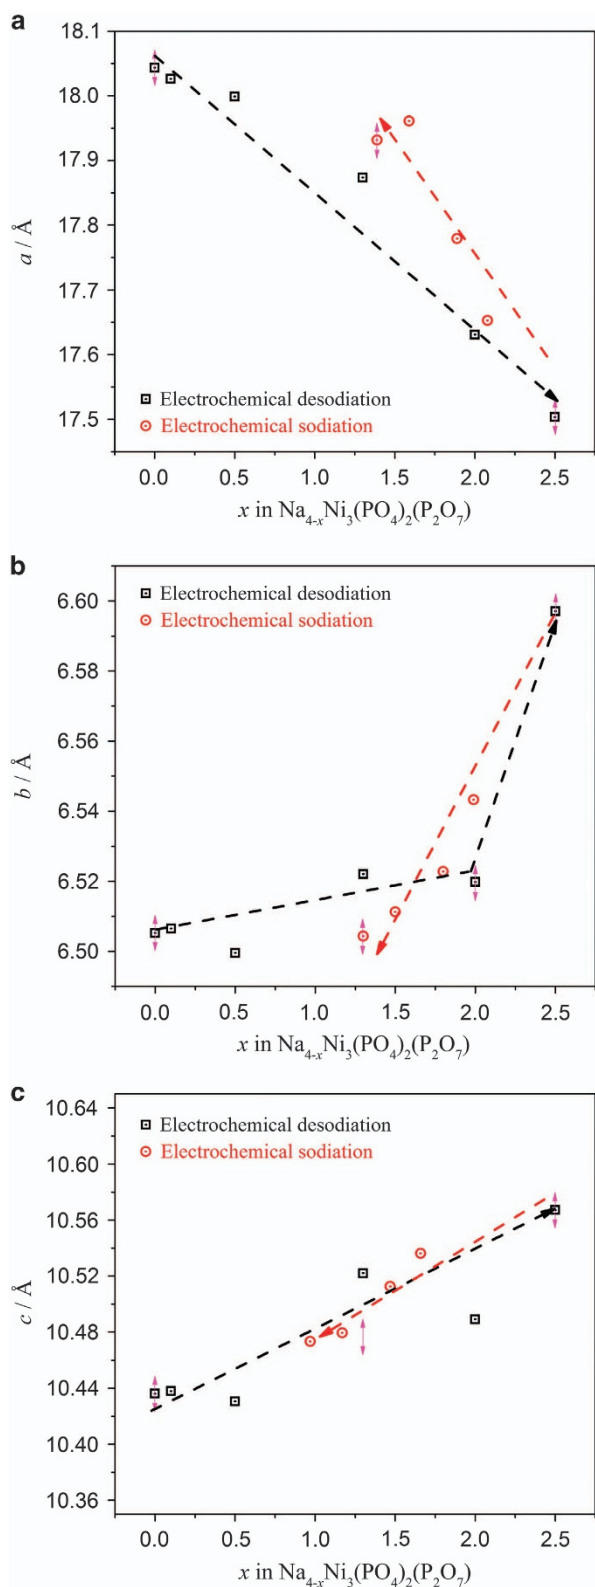 a
18.1
18.0
17.9
17.8
17.7
17.6
17.5
a / Å
Electrochemical desodiation
Electrochemical sodiation
0.0 0.5 1.0 1.5 2.0 2.5
x in Na4-xNi3(PO4)2(P2O7)
b
6.60
6.58
6.56
6.53
6.52
6.50
b / Å
Electrochemical desodiation
Electrochemical sodiation
0.0 0.5 1.0 1.5 2.0 2.5
x in Na4-xNi3(PO4)2(P2O7)
c
10.64
10.60
10.56
10.52
10.48
10.44
10.40
10.36
c / Å
Electrochemical desodiation
Electrochemical sodiation
0.0 0.5 1.0 1.5 2.0 2.5
x in Na4-xNi3(PO4)2(P2O7)